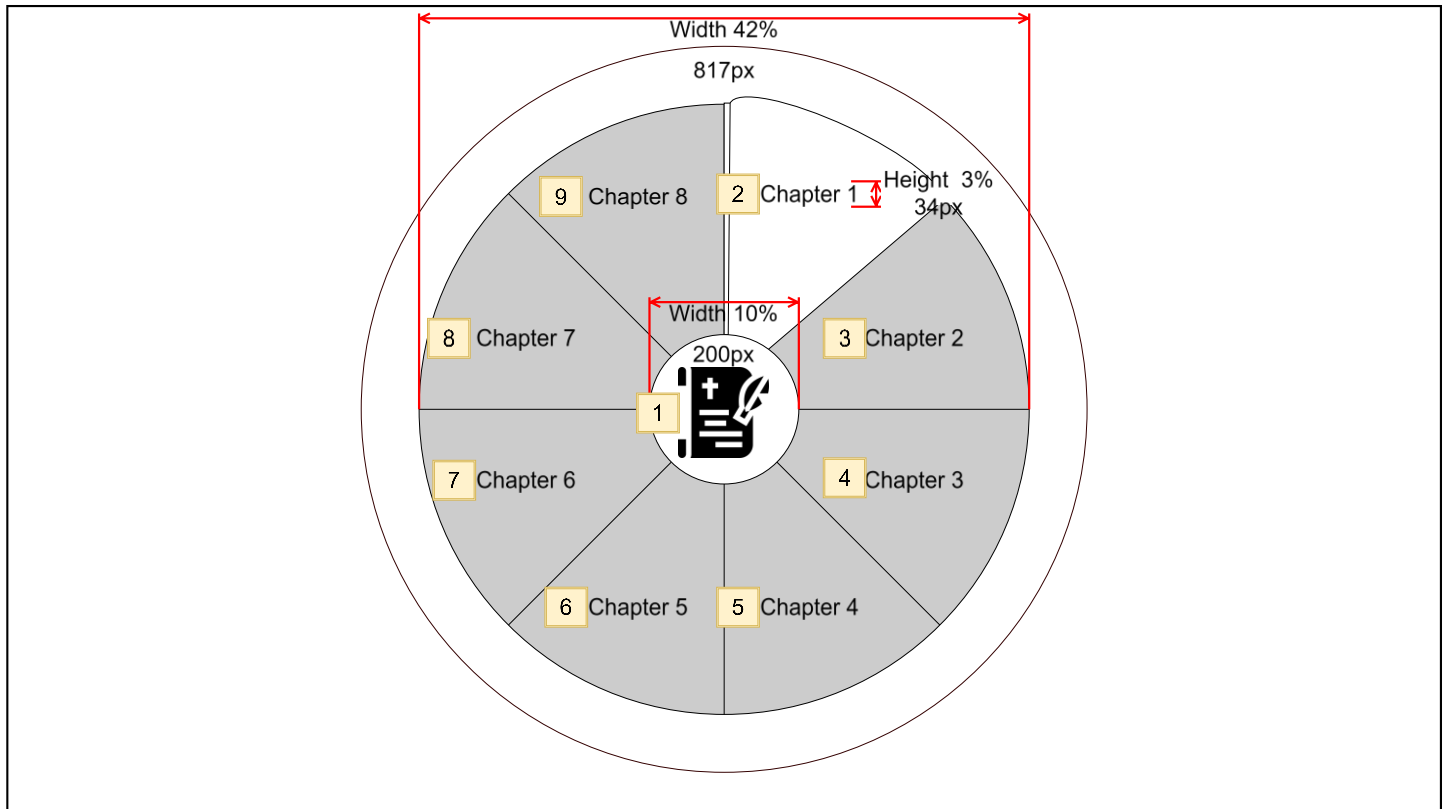 Width 42%
817px
9 Chapter 8
2 Chapter 1
Height 3%
34px
Width 10%
200px
8 Chapter 7
3 Chapter 2
1
7 Chapter 6
4 Chapter 3
6 Chapter 5
5 Chapter 4